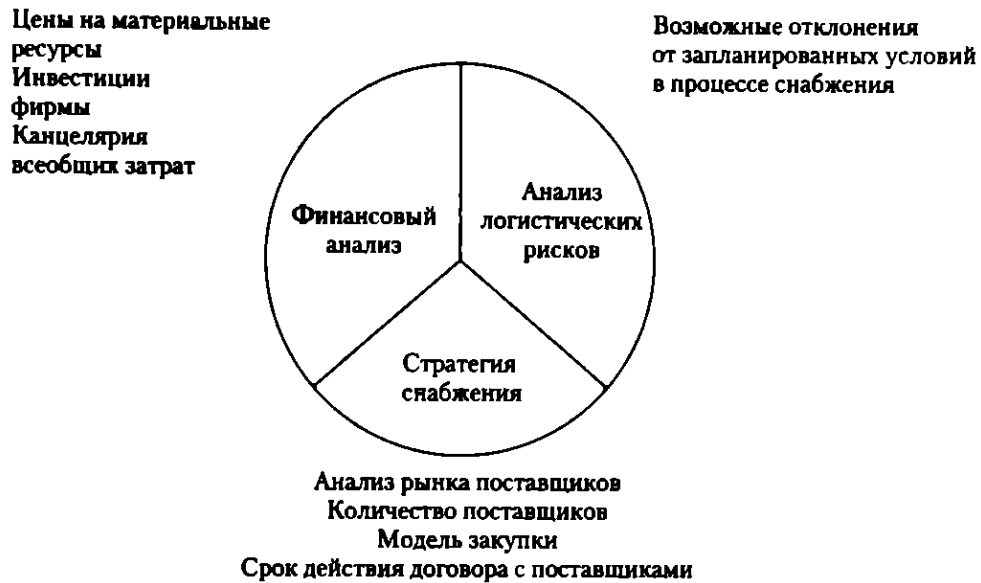 Цены на материальные
ресурсы
Инвестиции
фирмы
Канцелярия
всеобщих затрат
Возможные отклонения
от запланированных условий
в процессе снабжения
Финансовый
анализ
Анализ
логистических
рисков
Стратегия
снабжения
Анализ рынка поставщиков
Количество поставщиков
Модель закупки
Срок действия договора с поставщиками